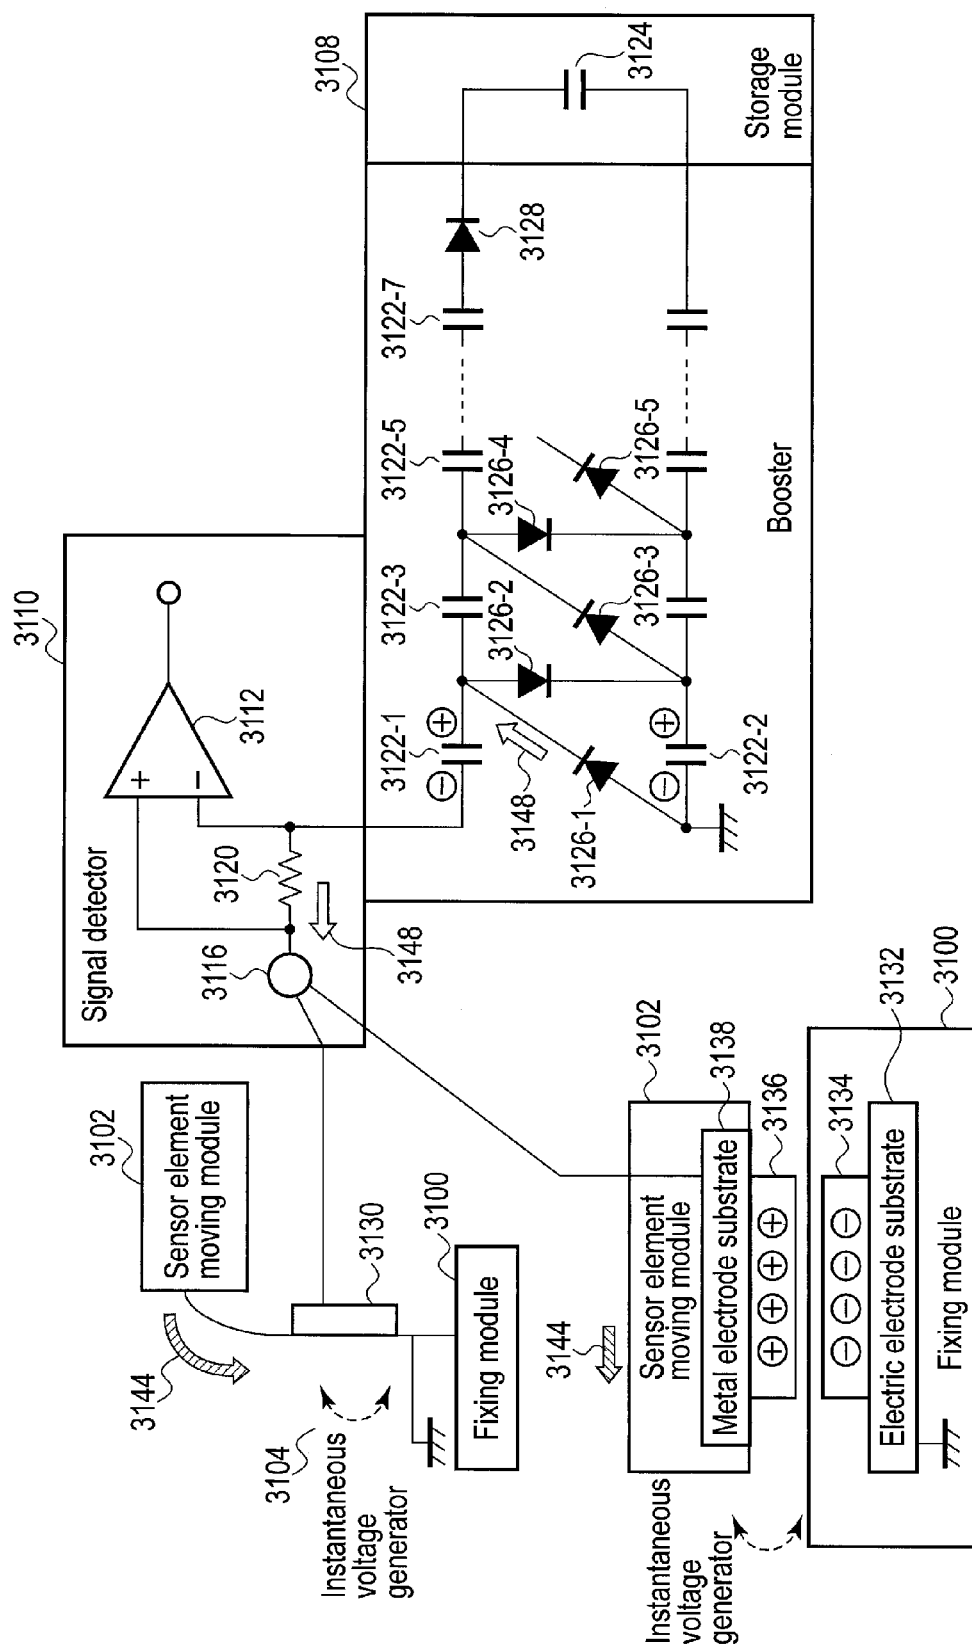 3110
Signal detector
3112
+
−
3120
3116
3148
3108
3124
Storage
module
3128
3122-7
3122-5
3126-4
3126-5
3122-3
3126-2
3126-3
3122-1
3148
3126-1
3122-2
⊖
⊕
⊖
⊕
Booster
3102
Sensor element
moving module
3144
3130
3100
Fixing module
3104
Instantaneous
voltage
generator
3102
Sensor element
moving module
3144
3138
Metal electrode substrate
3136
⊕ ⊕ ⊕ ⊕
3134
⊖ ⊖ ⊖ ⊖
3132
Electric electrode substrate
3100
Fixing module
Instantaneous
voltage
generator